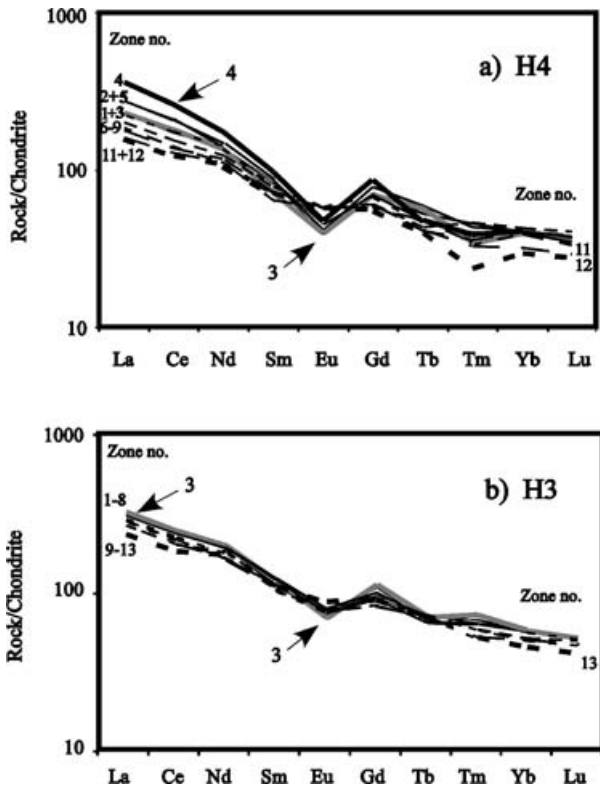 1000
Zone no.
a) H4
4
4
2+5
1+3
6-9
11+12
100
Rock/Chondrite
Zone no.
3
11
12
10
La Ce Nd Sm Eu Gd Tb Tm Yb Lu
1000
Zone no.
b) H3
3
1-8
9-13
100
Rock/Chondrite
Zone no.
3
13
10
La Ce Nd Sm Eu Gd Tb Tm Yb Lu